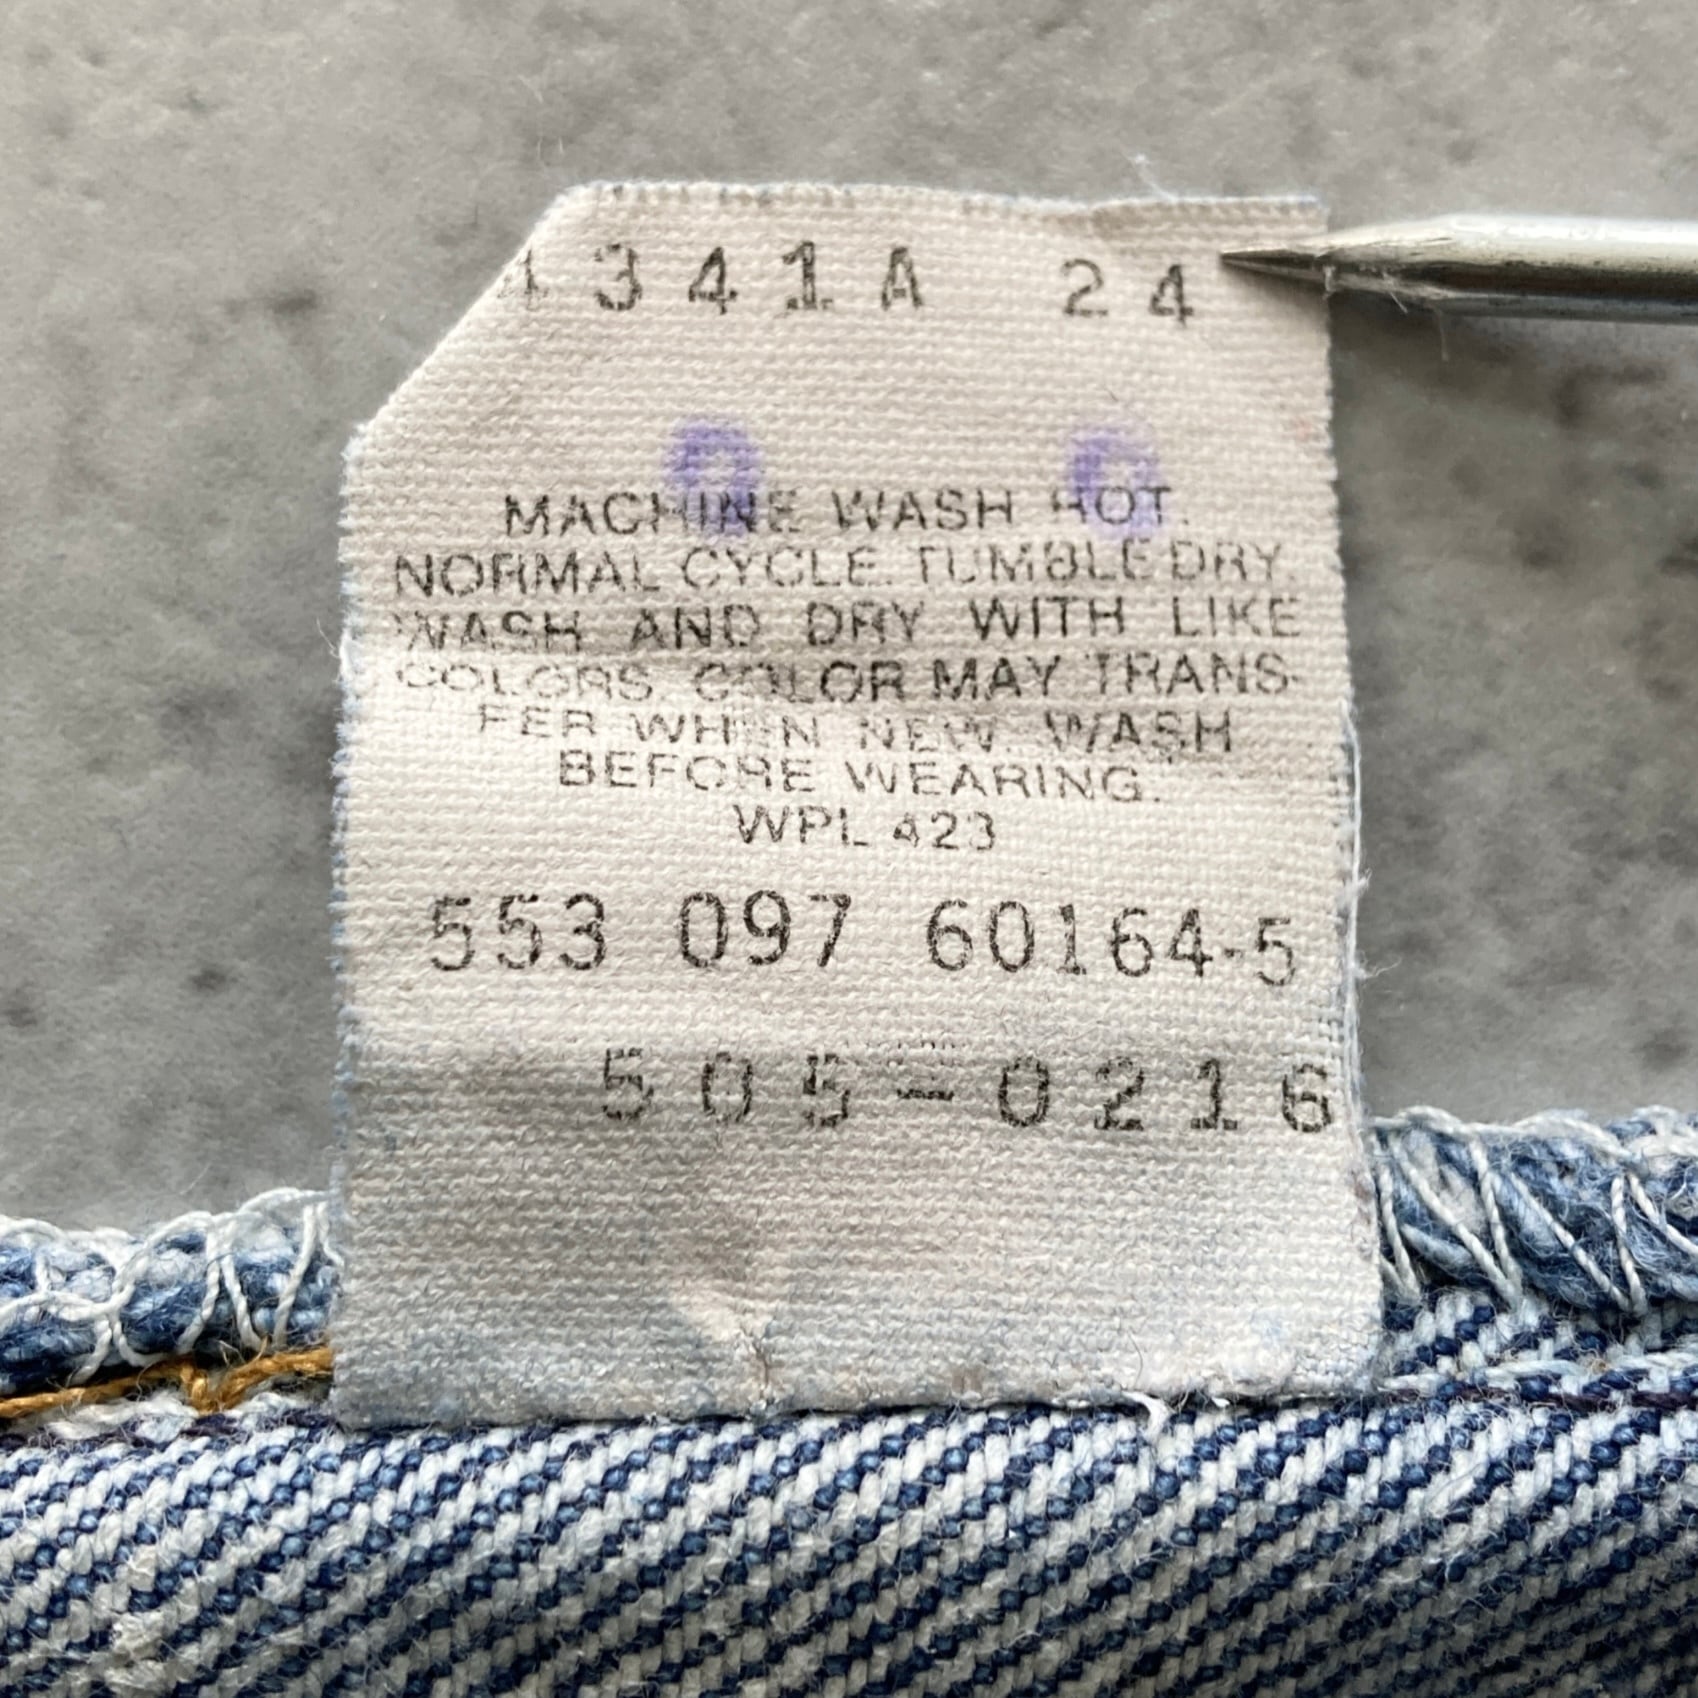 1341A 24
MACHINE WASH HOT.
NORMAL CYCLE. TUMBLE DRY.
WASH AND DRY WITH LIKE
COLORS. COLOR MAY TRANS-
FER WHEN NEW. WASH
BEFORE WEARING.
WPL 423
553 097 60164-5
505-0216